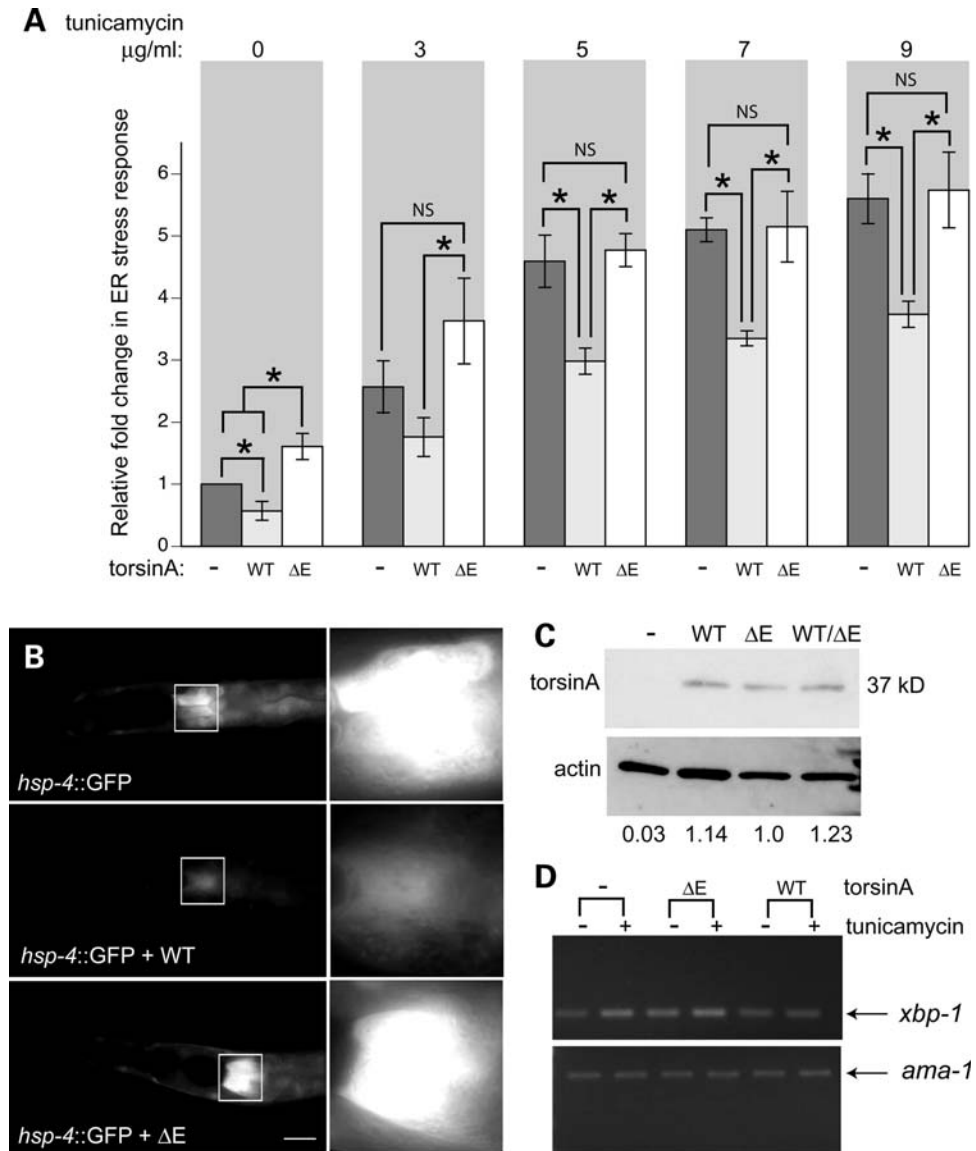 A
tunicamycin
μg/ml: 0 3 5 7 9
Relative fold change in ER stress response
6
5
4
3
2
1
0
* *
NS *
NS * *
NS * *
NS * *
torsinA: - WT ΔE - WT ΔE - WT ΔE - WT ΔE - WT ΔE
B
hsp-4::GFP
hsp-4::GFP + WT
hsp-4::GFP + ΔE
C
- WT ΔE WT/ΔE
torsinA 37 kD
actin
0.03 1.14 1.0 1.23
D
- ΔE WT torsinA
- + - + - + tunicamycin
xbp-1
ama-1